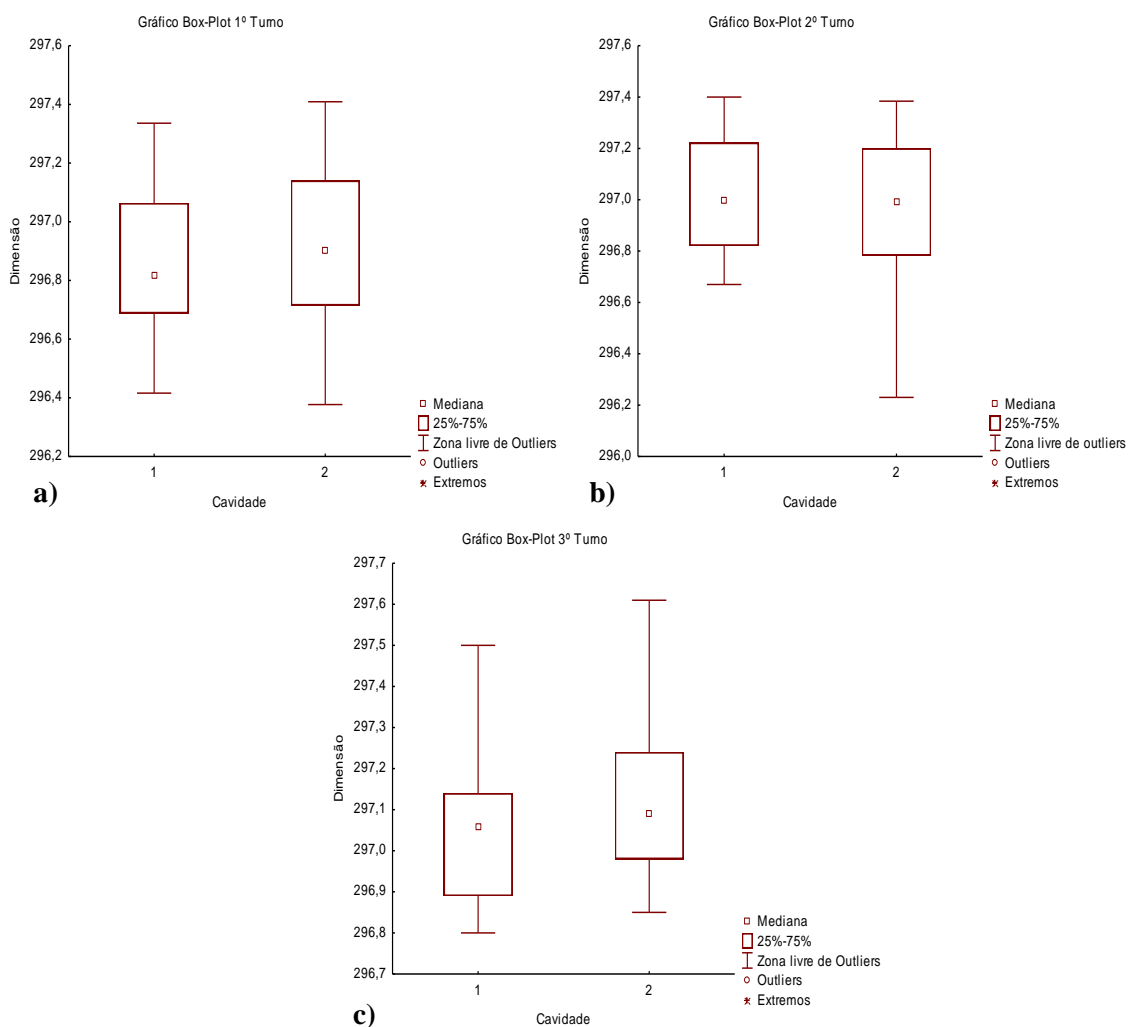 Gráfico Box-Plot 1º Turno
297,6
297,4
297,2
297,0
296,8
296,6
296,4
296,2
Dimensão
1
2
Cavidade
Mediana
25%-75%
Zona livre de Outliers
Outliers
Extremos
a)
Gráfico Box-Plot 2º Turno
297,6
297,4
297,2
297,0
296,8
296,6
296,4
296,2
296,0
Dimensão
1
2
Cavidade
Mediana
25%-75%
Zona livre de outliers
Outliers
Extremos
b)
Gráfico Box-Plot 3º Turno
297,7
297,6
297,5
297,4
297,3
297,2
297,1
297,0
296,9
296,8
296,7
Dimensão
1
2
Cavidade
Mediana
25%-75%
Zona livre de Outliers
Outliers
Extremos
c)